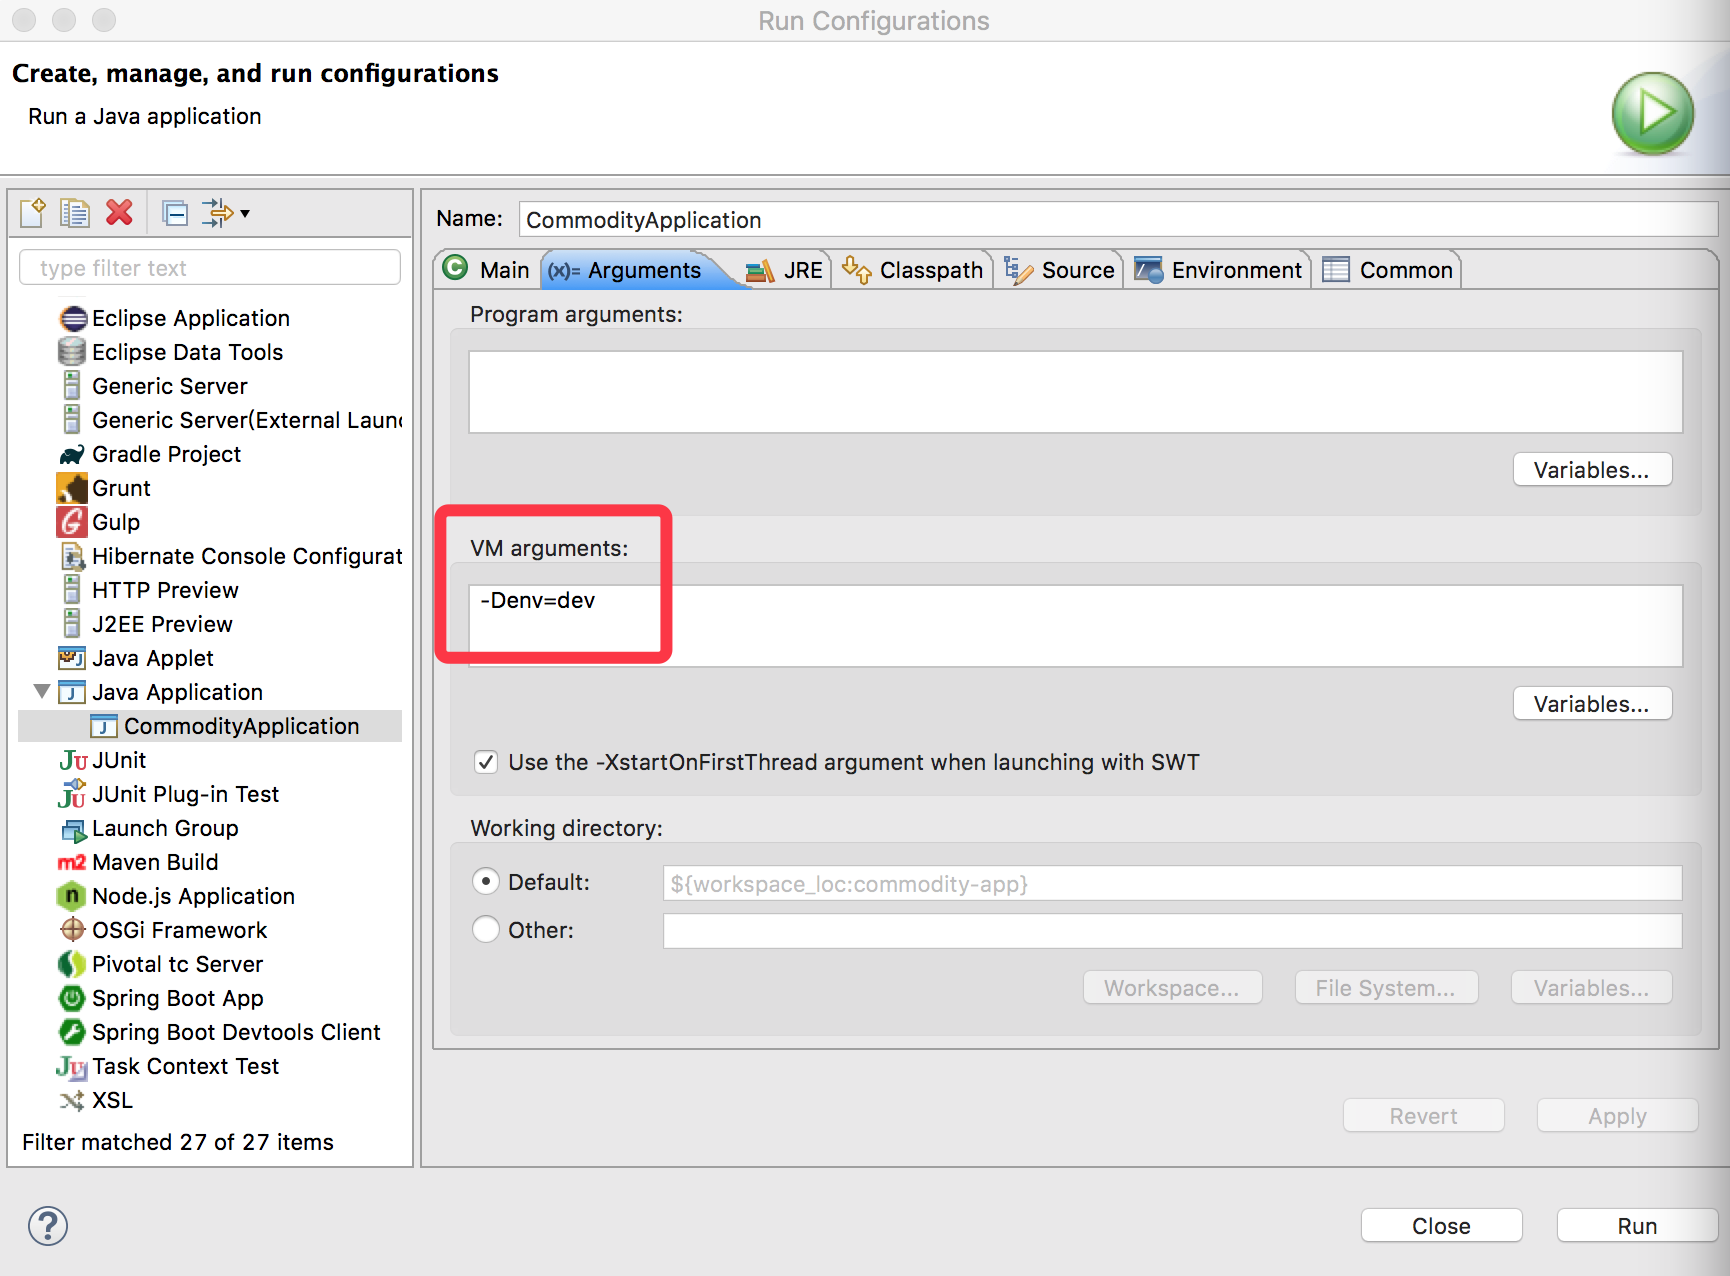 Run Configurations
Create, manage, and run configurations
Run a Java application
type filter text
Eclipse Application
Eclipse Data Tools
Generic Server
Generic Server(External Laun
Gradle Project
Grunt
Gulp
Hibernate Console Configurat
HTTP Preview
J2EE Preview
Java Applet
Java Application
CommodityApplication
JUnit
JUnit Plug-in Test
Launch Group
Maven Build
Node.js Application
OSGi Framework
Pivotal tc Server
Spring Boot App
Spring Boot Devtools Client
Task Context Test
XSL
Filter matched 27 of 27 items
Name: CommodityApplication
Main (x)= Arguments JRE Classpath Source Environment Common
Program arguments:
Variables...
VM arguments:
-Denv=dev
Variables...
Use the -XstartOnFirstThread argument when launching with SWT
Working directory:
Default: ${workspace_loc:commodity-app}
Other:
Workspace... File System... Variables...
Revert Apply
Close Run